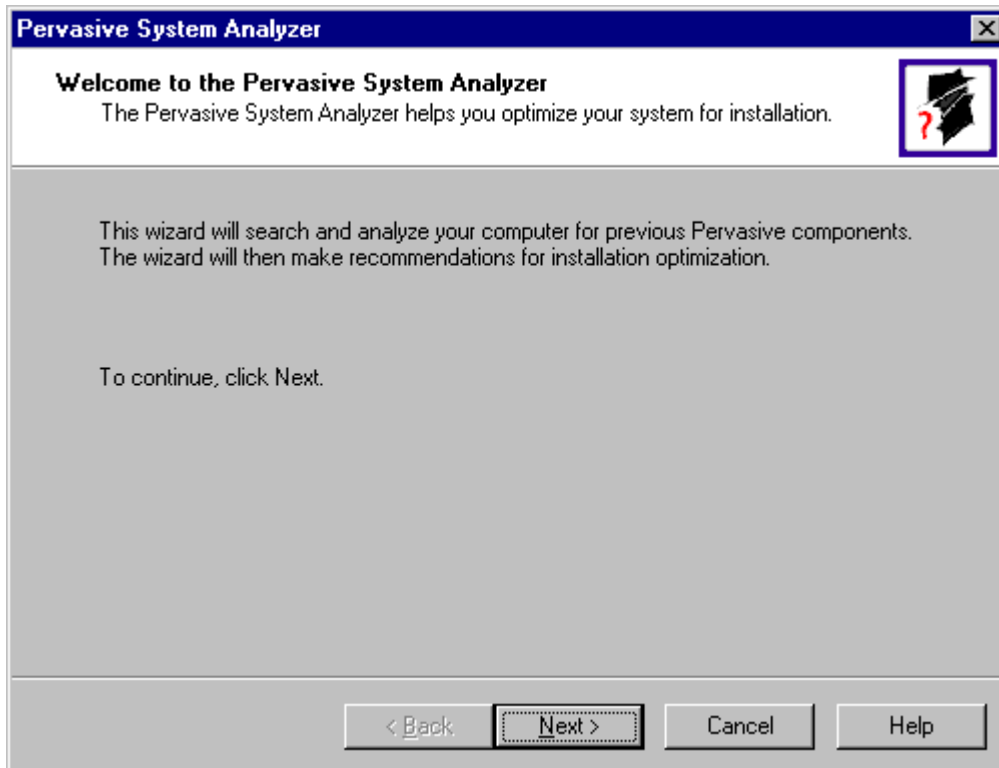 Pervasive System Analyzer
Welcome to the Pervasive System Analyzer
The Pervasive System Analyzer helps you optimize your system for installation.
?
This wizard will search and analyze your computer for previous Pervasive components.
The wizard will then make recommendations for installation optimization.
To continue, click Next.
< Back Next > Cancel Help